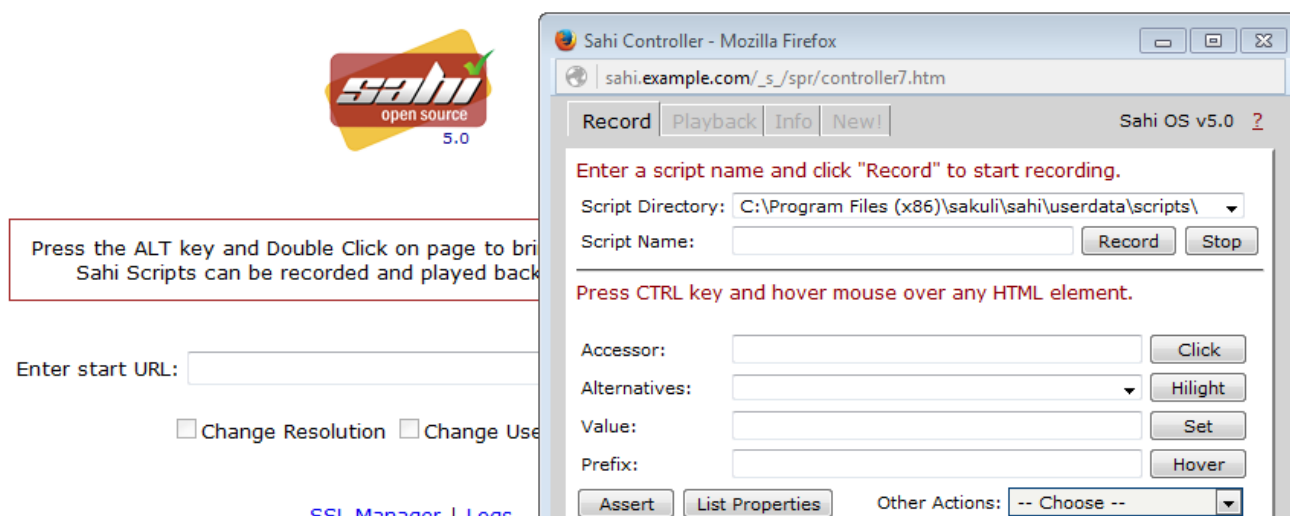 sahi
open source
5.0
Press the ALT key and Double Click on page to bri
Sahi Scripts can be recorded and played back
Enter start URL:
Change Resolution Change Use
SSL Manager | Logs
Sahi Controller - Mozilla Firefox
sahi.example.com/_s_/spr/controller7.htm
Record Playback Info New! Sahi OS v5.0 ?
Enter a script name and click "Record" to start recording.
Script Directory: C:\Program Files (x86)\sakuli\sahi\userdata\scripts\
Script Name: Record Stop
Press CTRL key and hover mouse over any HTML element.
Accessor: Click
Alternatives: Hilight
Value: Set
Prefix: Hover
Assert List Properties Other Actions: -- Choose --